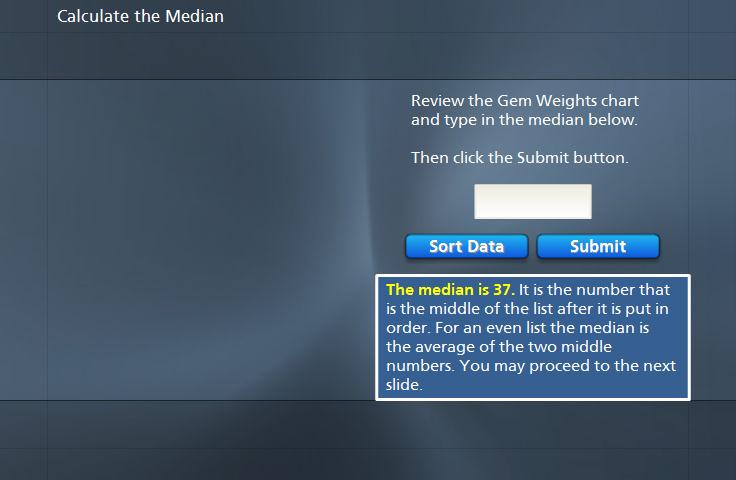 Calculate the Median
Review the Gem Weights chart
and type in the median below.
Then click the Submit button.
Sort Data
Submit
The median is 37. It is the number that
is the middle of the list after it is put in
order. For an even list the median is
the average of the two middle
numbers. You may proceed to the next
slide.